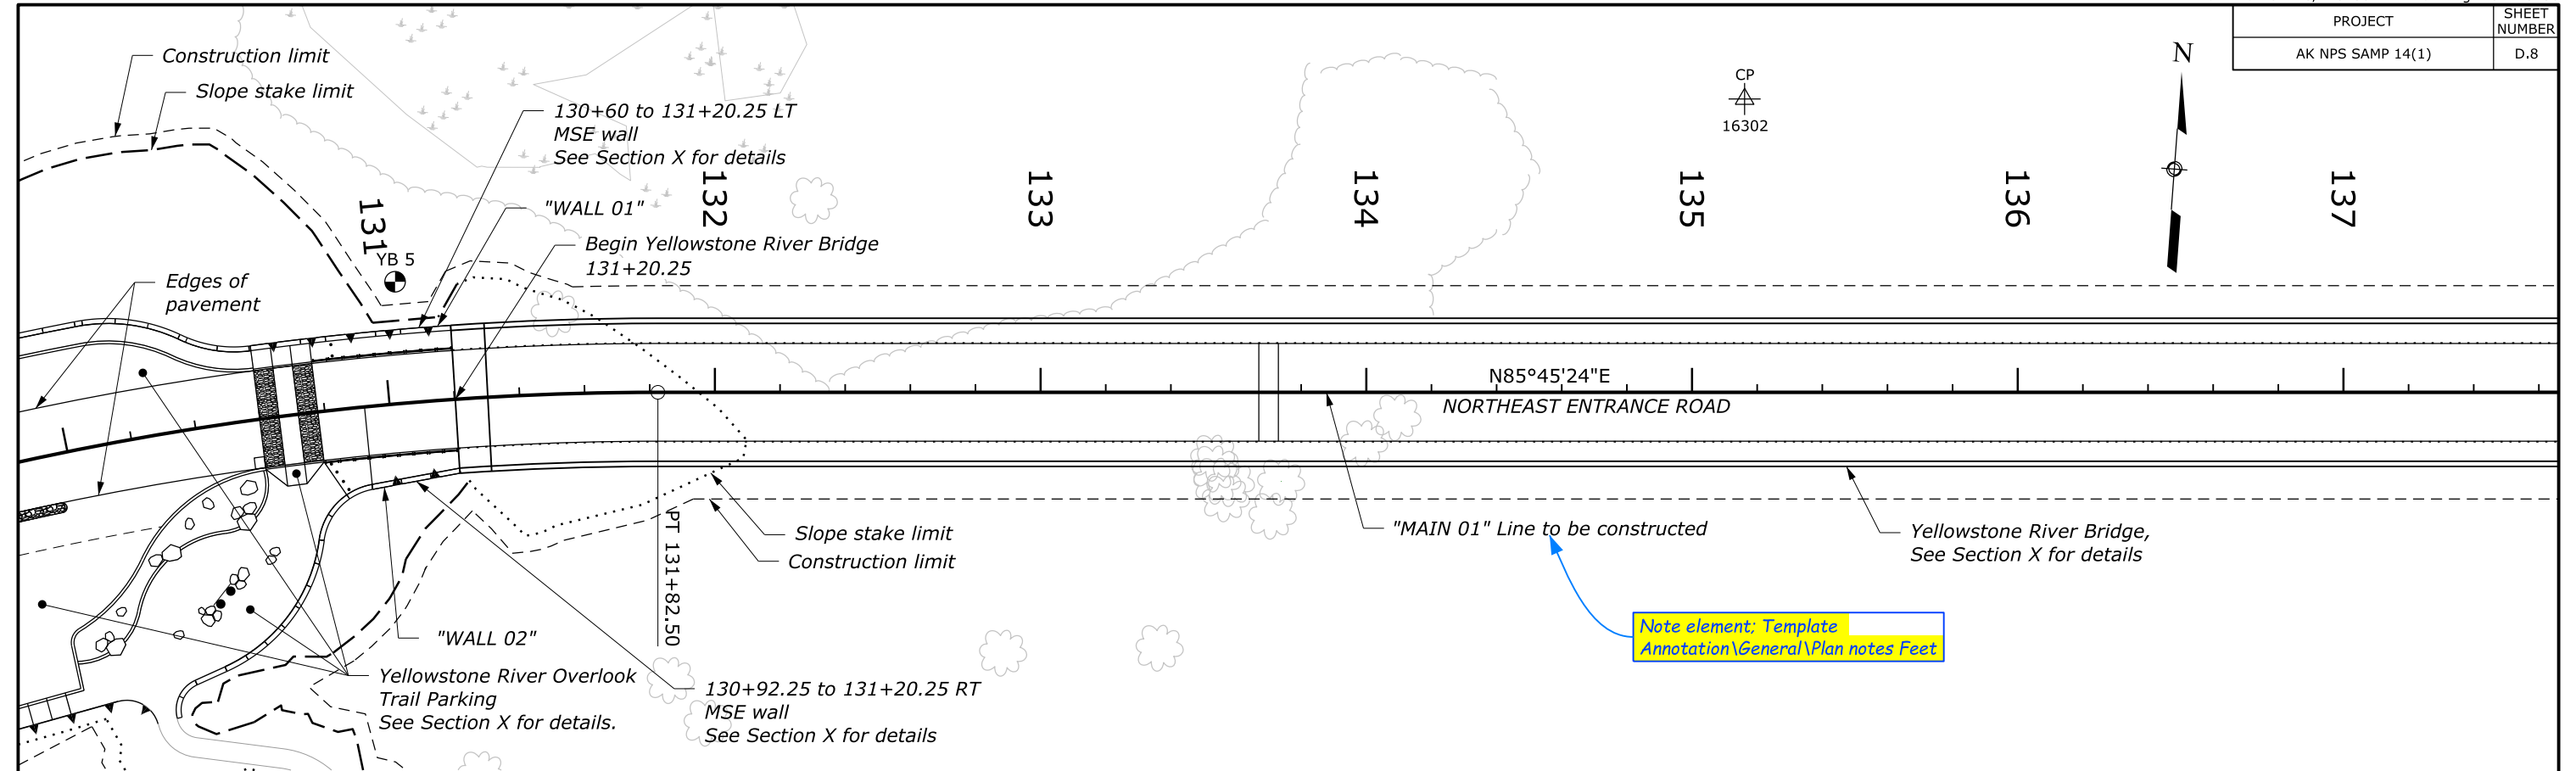 PROJECT
SHEET
NUMBER
AK NPS SAMP 14(1)
D.8
N
CP
16302
Construction limit
Slope stake limit
130+60 to 131+20.25 LT
MSE wall
See Section X for details
"WALL 01"
Begin Yellowstone River Bridge
131+20.25
131
132
133
134
135
136
137
YB 5
Edges of
pavement
N85°45'24"E
NORTHEAST ENTRANCE ROAD
PT 131+82.50
Slope stake limit
Construction limit
"MAIN 01" Line to be constructed
Yellowstone River Bridge,
See Section X for details
Note element; Template
Annotation\General\Plan notes Feet
"WALL 02"
Yellowstone River Overlook
Trail Parking
See Section X for details.
130+92.25 to 131+20.25 RT
MSE wall
See Section X for details